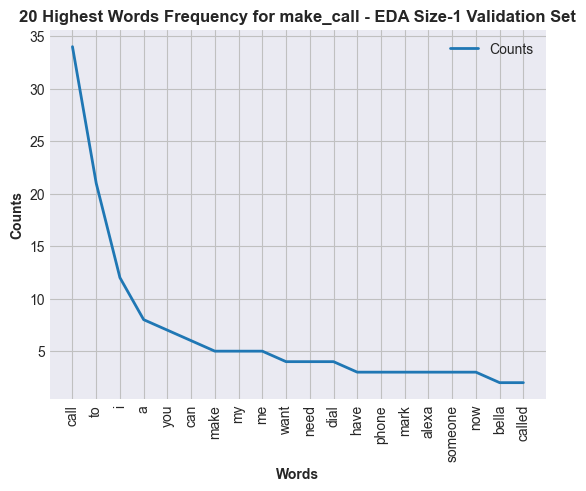 20 Highest Words Frequency for make_call - EDA Size-1 Validation Set
Counts
35
30
25
20
15
10
5
Counts
call
to
i
a
you
can
make
my
me
want
need
dial
have
phone
mark
alexa
someone
now
bella
called
Words